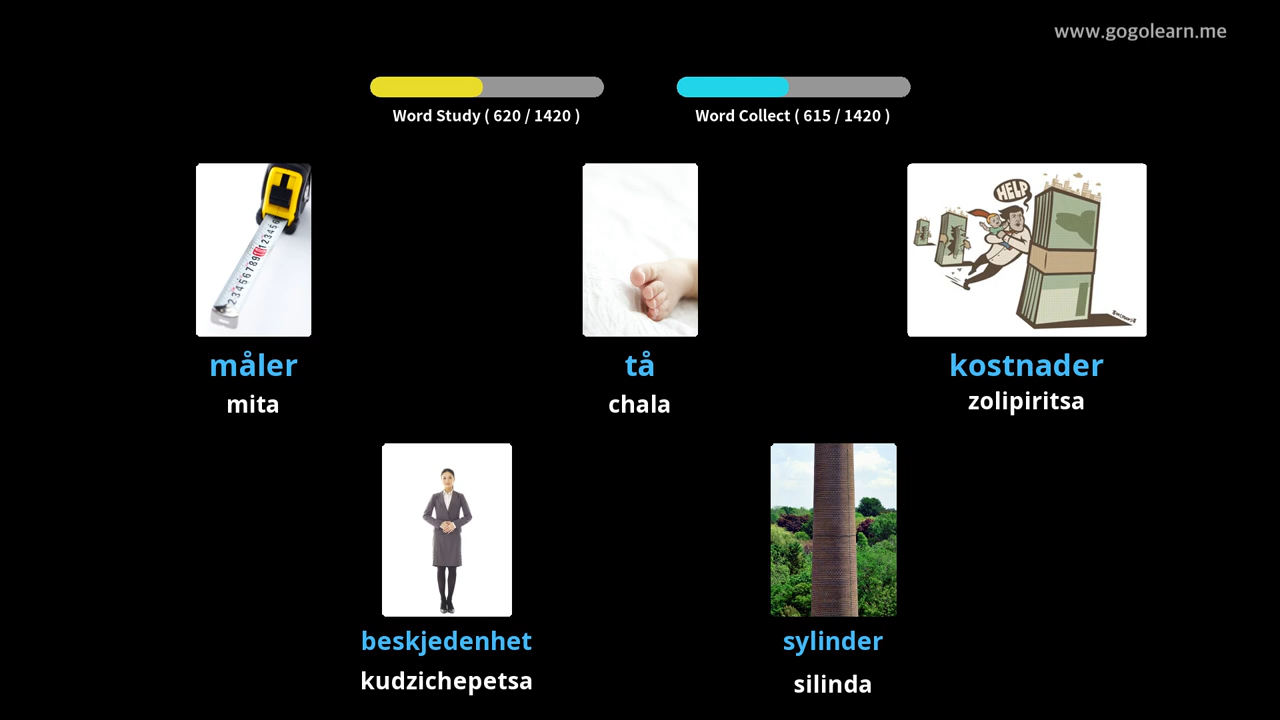 www.gogolearn.me
Word Study ( 620 / 1420 )
Word Collect ( 615 / 1420 )
HELP
måler
mita
tå
chala
kostnader
zolipiritsa
beskjedenhet
kudzichepetsa
sylinder
silinda